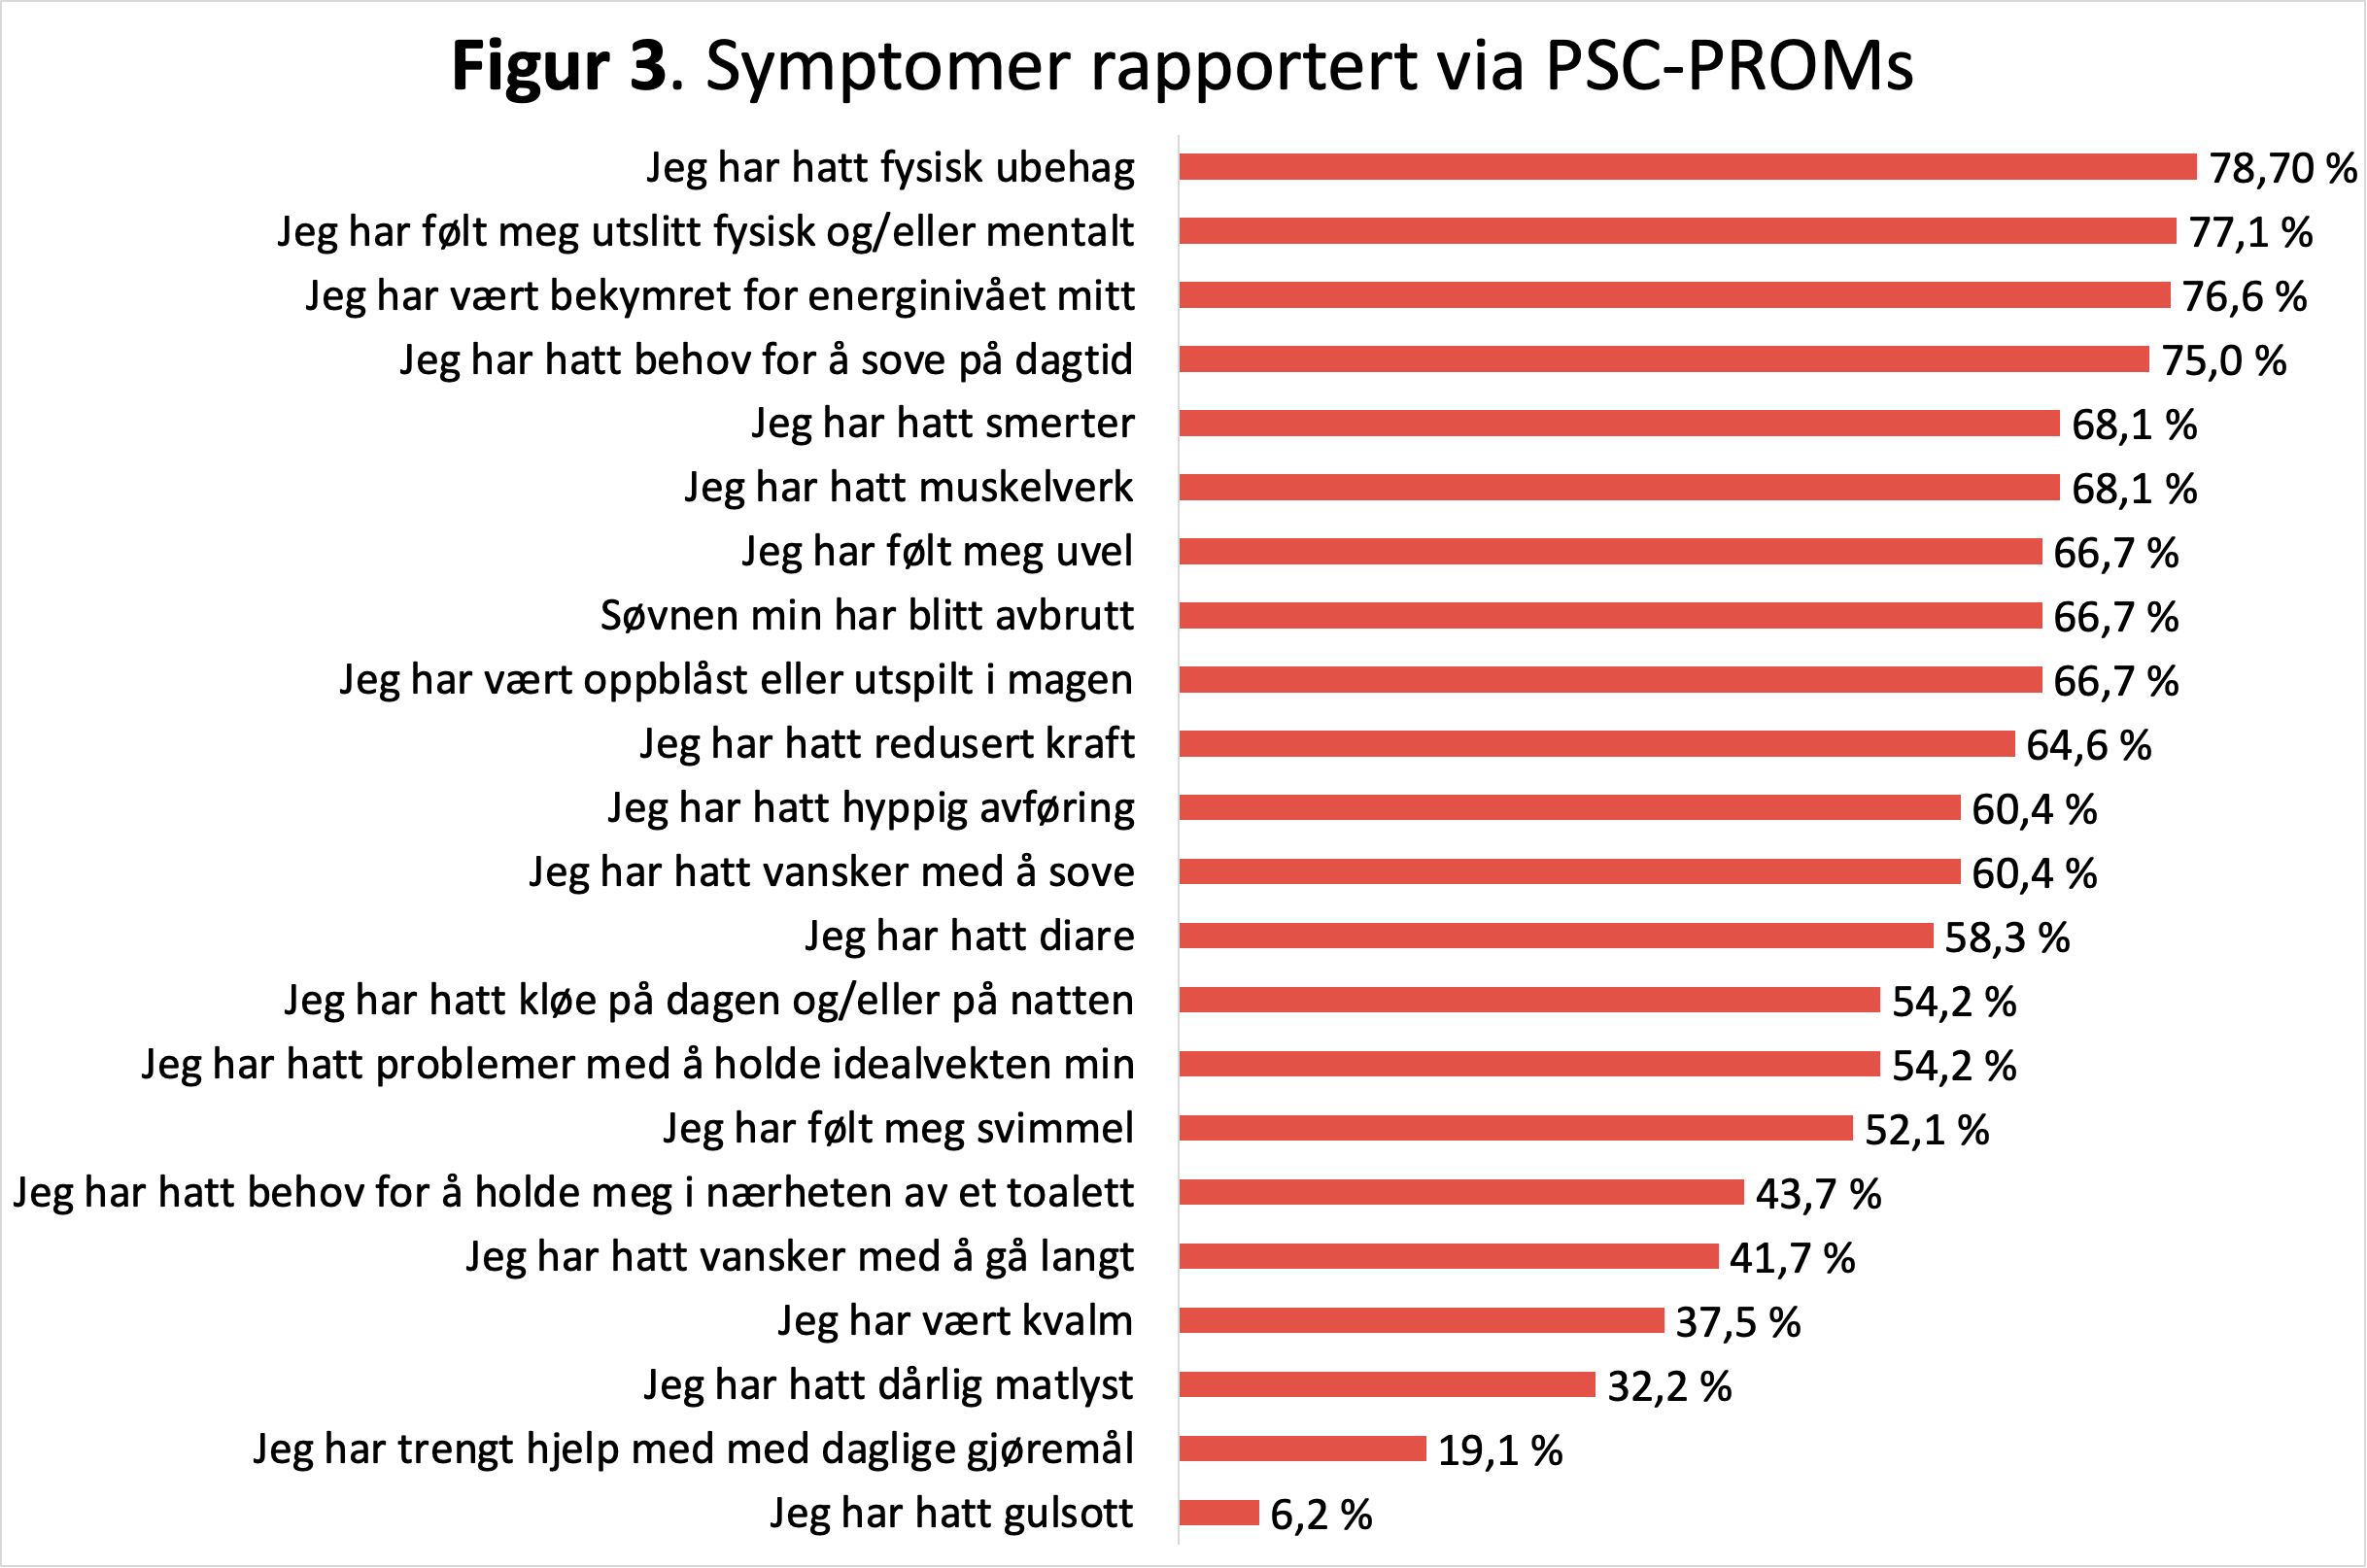 Figur 3. Symptomer rapportert via PSC-PROMs
Jeg har hatt fysisk ubehag 78,70 %
Jeg har følt meg utslitt fysisk og/eller mentalt 77,1 %
Jeg har vært bekymret for energinivået mitt 76,6 %
Jeg har hatt behov for å sove på dagtid 75,0 %
Jeg har hatt smerter 68,1 %
Jeg har hatt muskelverk 68,1 %
Jeg har følt meg uvel 66,7 %
Søvnen min har blitt avbrutt 66,7 %
Jeg har vært oppblåst eller utspilt i magen 66,7 %
Jeg har hatt redusert kraft 64,6 %
Jeg har hatt hyppig avføring 60,4 %
Jeg har hatt vansker med å sove 60,4 %
Jeg har hatt diare 58,3 %
Jeg har hatt kløe på dagen og/eller på natten 54,2 %
Jeg har hatt problemer med å holde idealvekten min 54,2 %
Jeg har følt meg svimmel 52,1 %
Jeg har hatt behov for å holde meg i nærheten av et toalett 43,7 %
Jeg har hatt vansker med å gå langt 41,7 %
Jeg har vært kvalm 37,5 %
Jeg har hatt dårlig matlyst 32,2 %
Jeg har trengt hjelp med med daglige gjøremål 19,1 %
Jeg har hatt gulsott 6,2 %